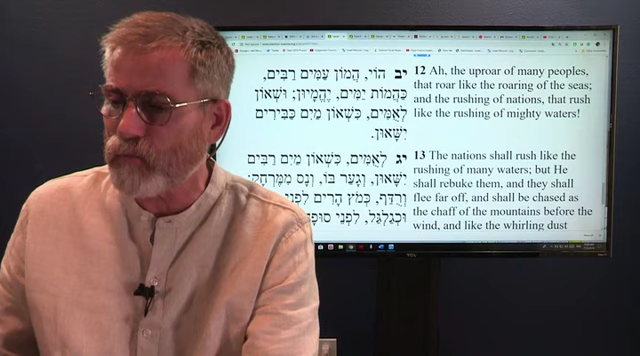 יב הוֹי, הֲמוֹן עַמִּים רַבִּים,
כַּהֲמוֹת יַמִּים, יֶהֱמָיוּן; וּשְׁאוֹן
לְאֻמִּים, כִּשְׁאוֹן מַיִם כַּבִּירִים
יִשָּׁאוּן.
12 Ah, the uproar of many peoples,
that roar like the roaring of the seas;
and the rushing of nations, that rush
like the rushing of mighty waters!
יג לְאֻמִּים, כִּשְׁאוֹן מַיִם רַבִּים
יִשָּׁאוּן, וְגָעַר בּוֹ, וְנָס מִמֶּרְחָק;
וְרֻדַּף, כְּמֹץ הָרִים לִפְנֵי
וּכְגַלְגַּל, לִפְנֵי סוּפָה
13 The nations shall rush like the
rushing of many waters; but He
shall rebuke them, and they shall
flee far off, and shall be chased as
the chaff of the mountains before the
wind, and like the whirling dust
TCL